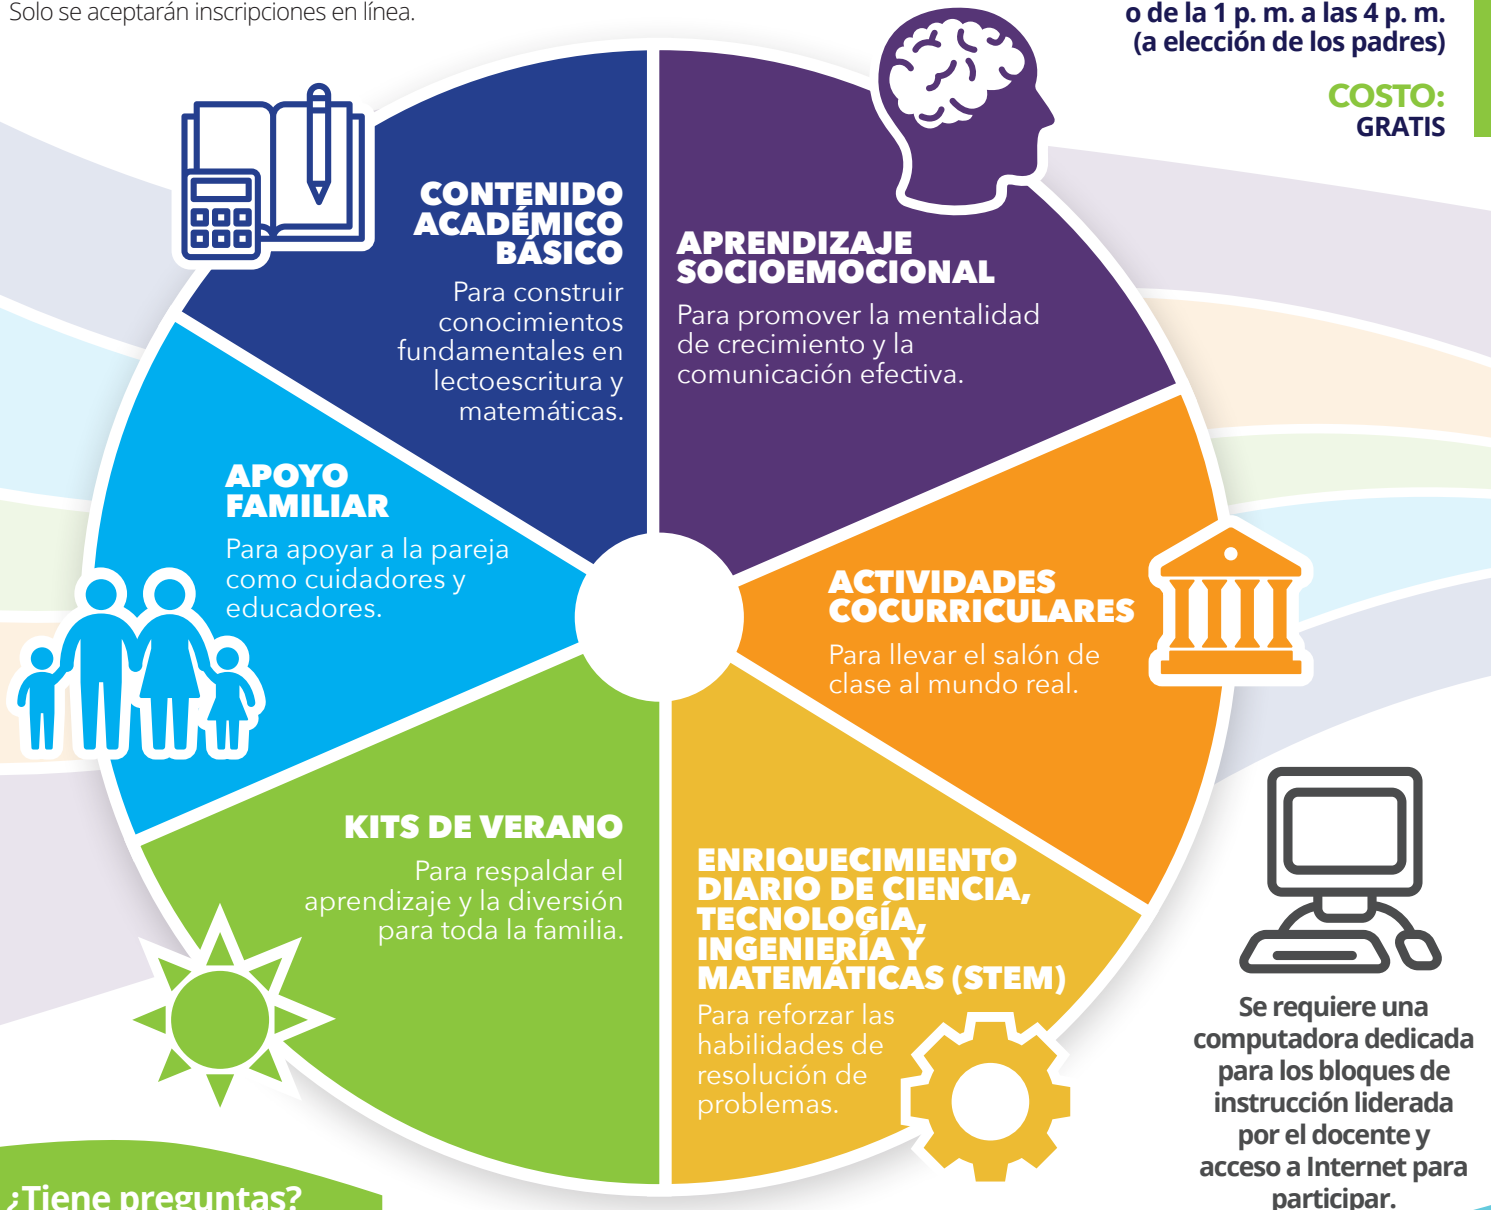 Solo se aceptarán inscripciones en línea.
o de la 1 p. m. a las 4 p. m.
(a elección de los padres)
COSTO:
GRATIS
CONTENIDO
ACADÉMICO
BÁSICO
Para construir
conocimientos
fundamentales en
lectoescritura y
matemáticas.
APRENDIZAJE
SOCIOEMOCIONAL
Para promover la mentalidad
de crecimiento y la
comunicación efectiva.
APOYO
FAMILIAR
Para apoyar a la pareja
como cuidadores y
educadores.
ACTIVIDADES
COCURRICULARES
Para llevar el salón de
clase al mundo real.
KITS DE VERANO
Para respaldar el
aprendizaje y la diversión
para toda la familia.
ENRIQUECIMIENTO
DIARIO DE CIENCIA,
TECNOLOGÍA,
INGENIERÍA Y
MATEMÁTICAS (STEM)
Para reforzar las
habilidades de
resolución de
problemas.
Se requiere una
computadora dedicada
para los bloques de
instrucción liderada
por el docente y
acceso a Internet para
participar.
¿Tiene preguntas?